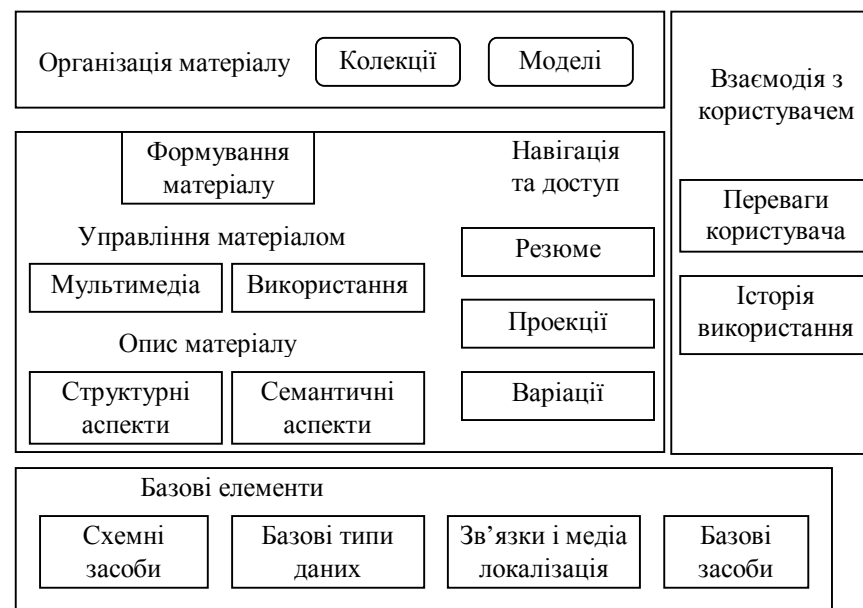 Організація матеріалу
Колекції
Моделі
Взаємодія з
користувачем
Переваги
користувача
Історія
використання
Формування
матеріалу
Управління матеріалом
Мультимедіа
Використання
Опис матеріалу
Структурні
аспекти
Семантичні
аспекти
Навігація
та доступ
Резюме
Проекції
Варіації
Базові елементи
Схемні
засоби
Базові типи
даних
Зв’язки і медіа
локалізація
Базові
засоби